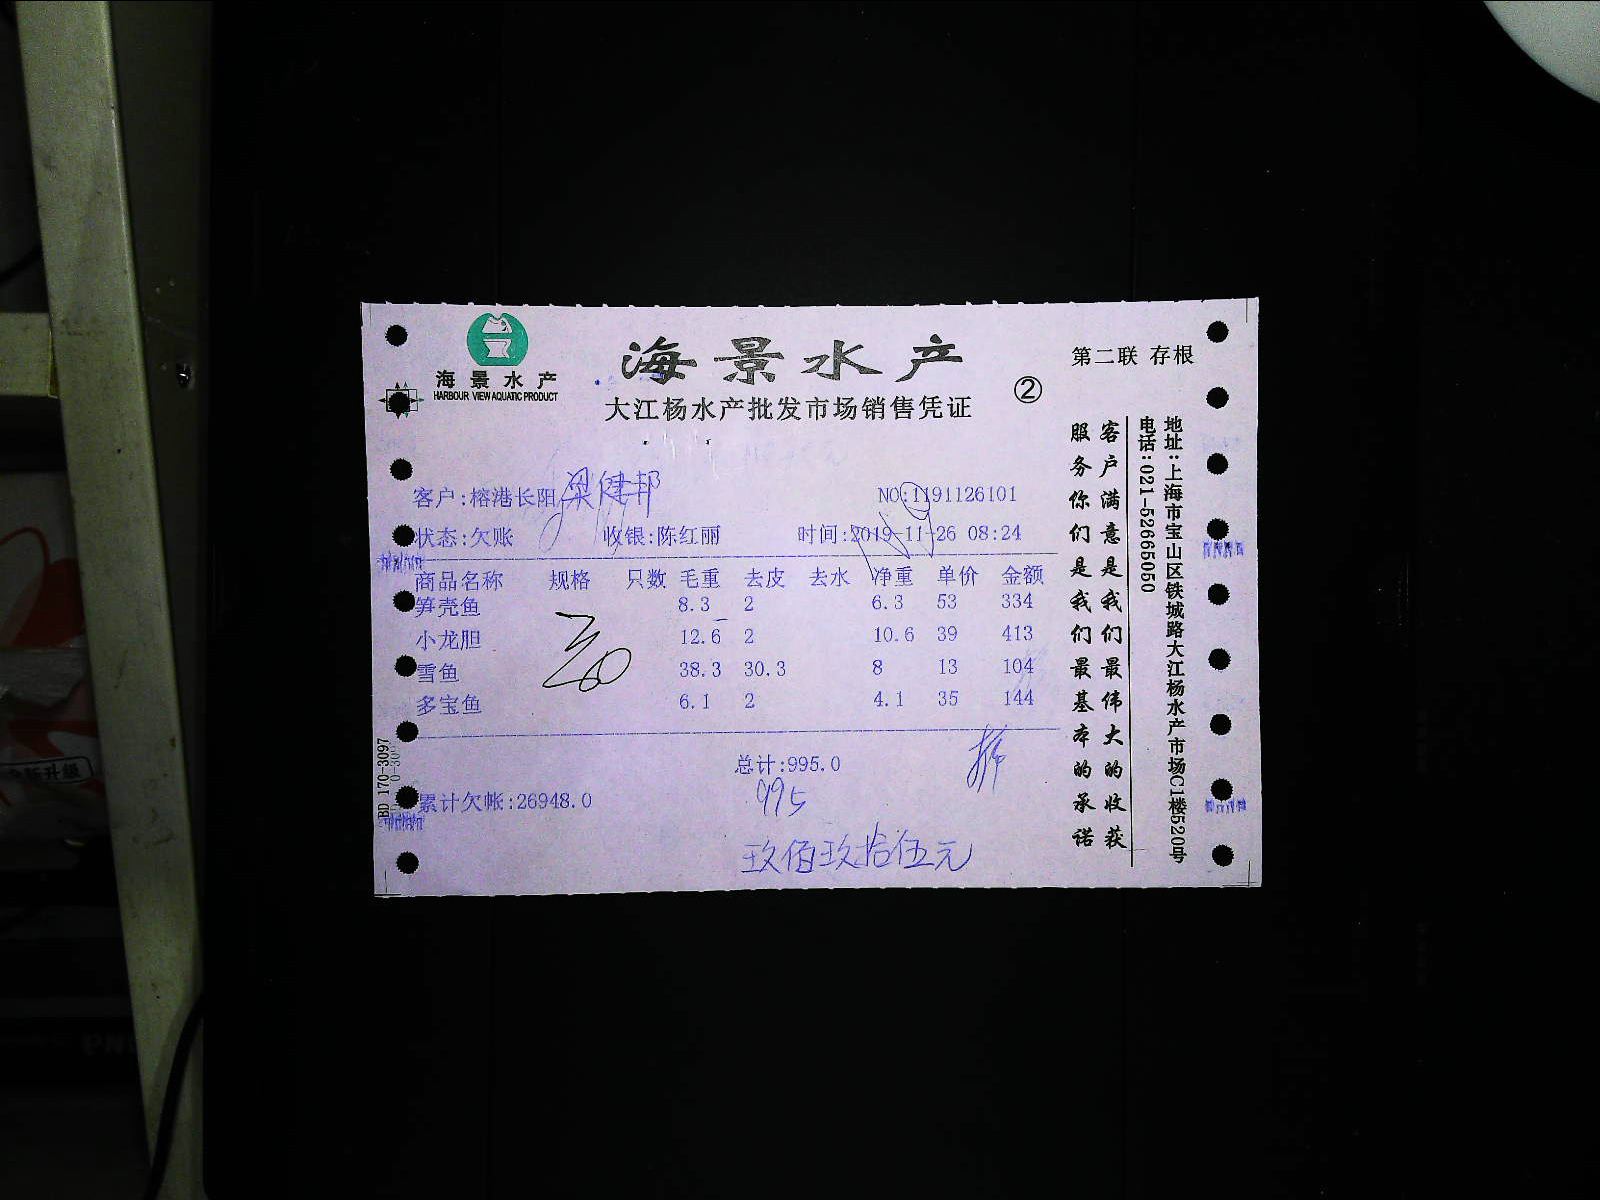 海景水产
HARBOUR VIEW AQUATIC PRODUCT
海景水产
大江杨水产批发市场销售凭证
②
第二联 存根
客户:榕港长阳 梁健邦
NO:1191126101
状态:欠账 收银:陈红丽 时间:2019-11-26 08:24
商品名称 规格 只数 毛重 去皮 去水 净重 单价 金额
笋壳鱼 8.3 2 6.3 53 334
小龙胆 12.6 2 10.6 39 413
雪鱼 38.3 30.3 8 13 104
多宝鱼 6.1 2 4.1 35 144
总计:995.0
995
累计欠帐:26948.0
玖佰玖拾伍元
客户满意是我们最伟大的收获
服务你们是我们最基本的承诺
地址:上海市宝山区铁城路大江杨水产市场C1楼520号
电话:021-52665050
BD 170-3097